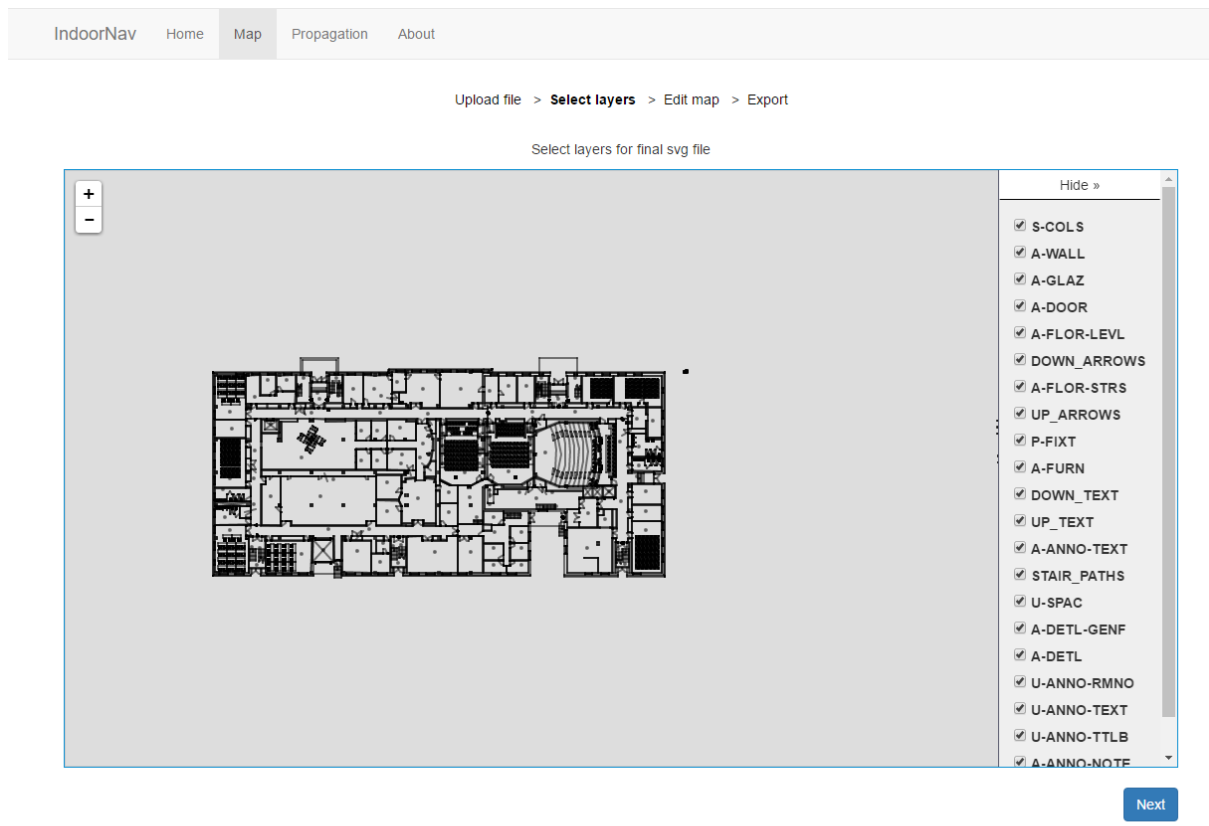 IndoorNav Home Map Propagation About
Upload file > Select layers > Edit map > Export
Select layers for final svg file
+
−
Hide »
S-COLS
A-WALL
A-GLAZ
A-DOOR
A-FLOR-LEVL
DOWN_ARROWS
A-FLOR-STRS
UP_ARROWS
P-FIXT
A-FURN
DOWN_TEXT
UP_TEXT
A-ANNO-TEXT
STAIR_PATHS
U-SPAC
A-DETL-GENF
A-DETL
U-ANNO-RMNO
U-ANNO-TEXT
U-ANNO-TTLB
A-ANNO-NOTE
Next